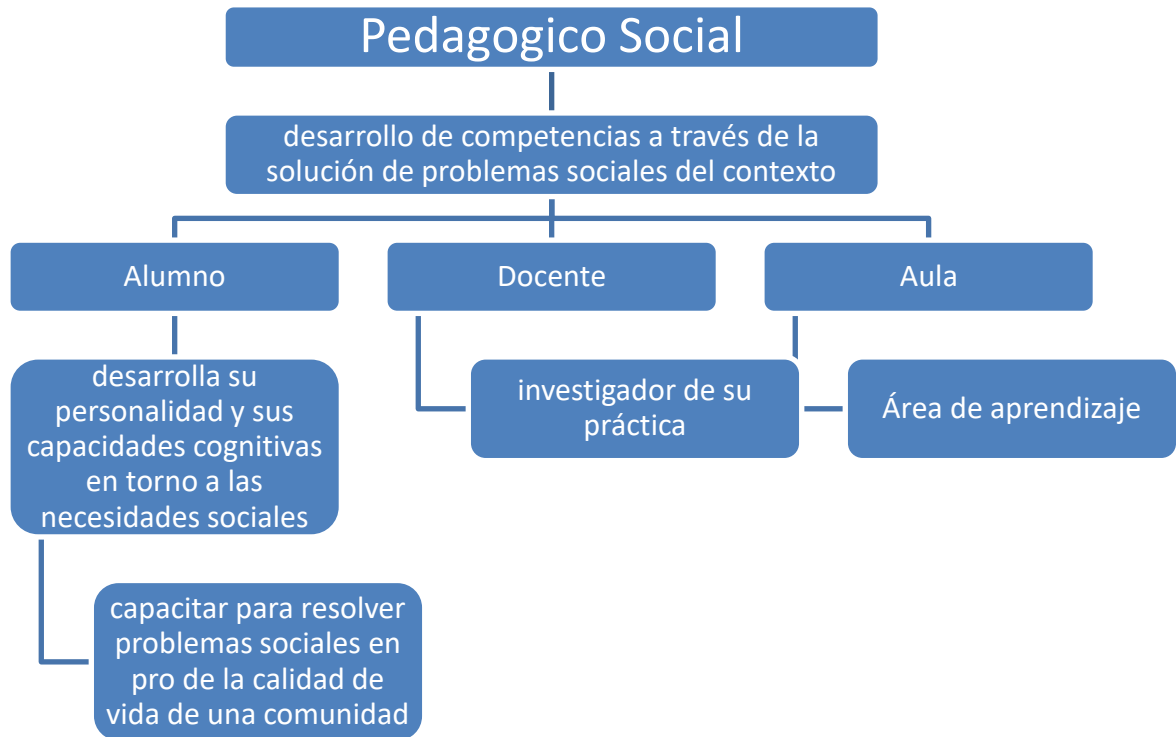 Pedagogico Social
desarrollo de competencias a través de la
solución de problemas sociales del contexto
Alumno
Docente
Aula
desarrolla su
personalidad y sus
capacidades cognitivas
en torno a las
necesidades sociales
investigador de su
práctica
Área de aprendizaje
capacitar para resolver
problemas sociales en
pro de la calidad de
vida de una comunidad